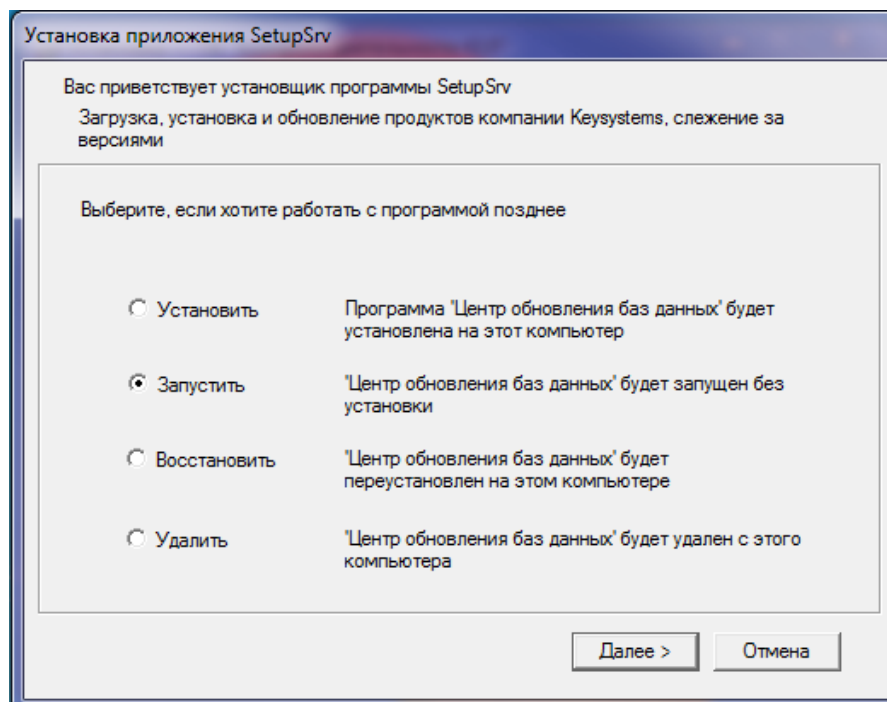 Установка приложения SetupSrv
Вас приветствует установщик программы SetupSrv
Загрузка, установка и обновление продуктов компании Keysystems, слежение за
версиями
Выберите, если хотите работать с программой позднее
Установить
Программа 'Центр обновления баз данных' будет
установлена на этот компьютер
Запустить
'Центр обновления баз данных' будет запущен без
установки
Восстановить
'Центр обновления баз данных' будет
переустановлен на этом компьютере
Удалить
'Центр обновления баз данных' будет удален с этого
компьютера
Далее >
Отмена